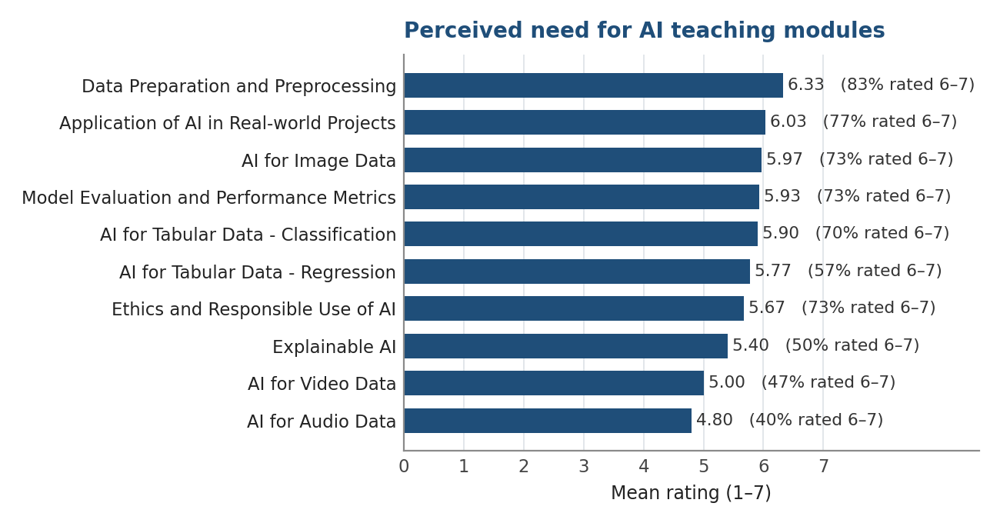 Perceived need for AI teaching modules
Data Preparation and Preprocessing 6.33 (83% rated 6–7)
Application of AI in Real-world Projects 6.03 (77% rated 6–7)
AI for Image Data 5.97 (73% rated 6–7)
Model Evaluation and Performance Metrics 5.93 (73% rated 6–7)
AI for Tabular Data - Classification 5.90 (70% rated 6–7)
AI for Tabular Data - Regression 5.77 (57% rated 6–7)
Ethics and Responsible Use of AI 5.67 (73% rated 6–7)
Explainable AI 5.40 (50% rated 6–7)
AI for Video Data 5.00 (47% rated 6–7)
AI for Audio Data 4.80 (40% rated 6–7)
0 1 2 3 4 5 6 7
Mean rating (1–7)